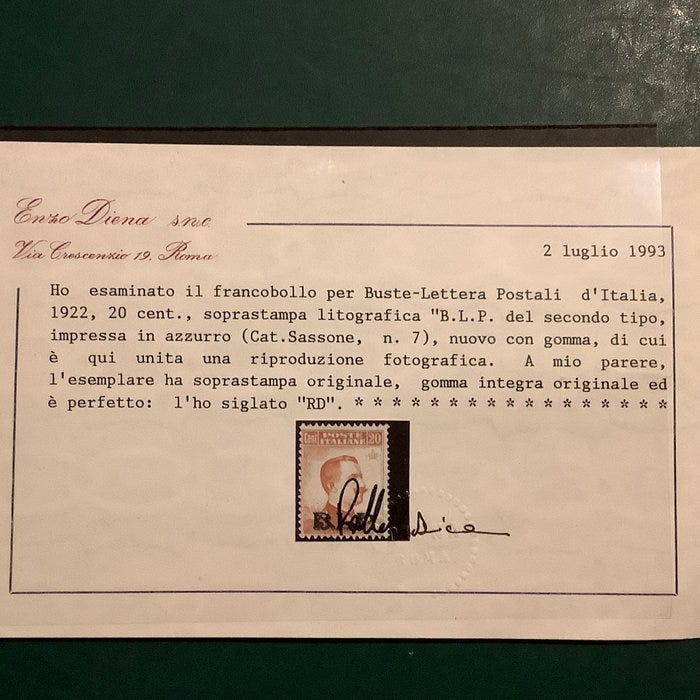 Enzo Diena s.n.c.
Via Crescenzio 19, Roma
2 luglio 1993
Ho esaminato il francobollo per Buste-Lettera Postali d'Italia,
1922, 20 cent., soprastampa litografica "B.L.P. del secondo tipo,
impressa in azzurro (Cat.Sassone, n. 7), nuovo con gomma, di cui
è qui unita una riproduzione fotografica. A mio parere,
l'esemplare ha soprastampa originale, gomma integra originale ed
è perfetto: l'ho siglato "RD". * * * * * * * * * * * * * * * * *
Cent POSTE ITALIANE 20